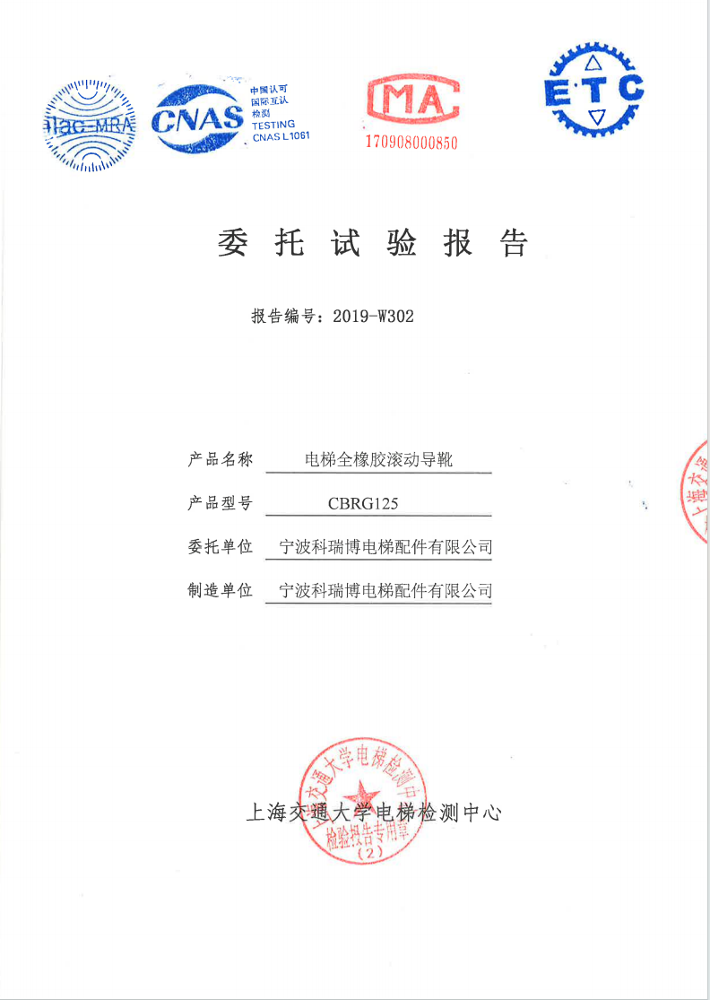 ilac-MRA
CNAS
中国认可
国际互认
检测
TESTING
CNAS L1061
MA
170908000850
ETC
委托试验报告
报告编号：2019-W302
产品名称 电梯全橡胶滚动导靴
产品型号 CBRG125
委托单位 宁波科瑞博电梯配件有限公司
制造单位 宁波科瑞博电梯配件有限公司
上海交通大学电梯检测中心
上海交通大学电梯检测中心
检验报告专用章
(2)
上海交